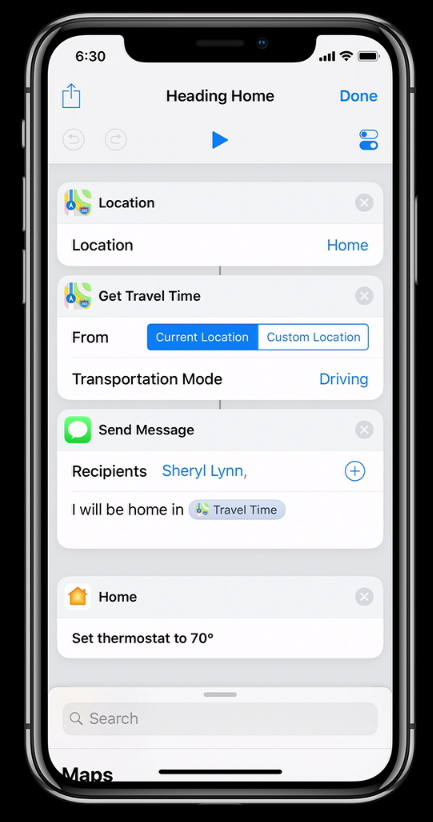 6:30
Heading Home
Done
Location
Location Home
Get Travel Time
From Current Location Custom Location
Transportation Mode Driving
Send Message
Recipients Sheryl Lynn,
I will be home in Travel Time
Home
Set thermostat to 70°
Search
Maps